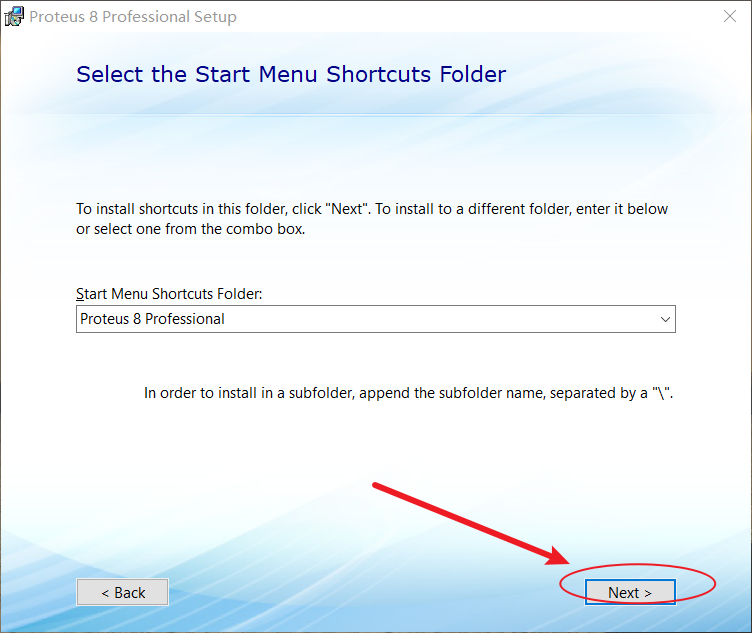 Proteus 8 Professional Setup
Select the Start Menu Shortcuts Folder
To install shortcuts in this folder, click "Next". To install to a different folder, enter it below
or select one from the combo box.
Start Menu Shortcuts Folder:
Proteus 8 Professional
In order to install in a subfolder, append the subfolder name, separated by a "\".
< Back
Next >